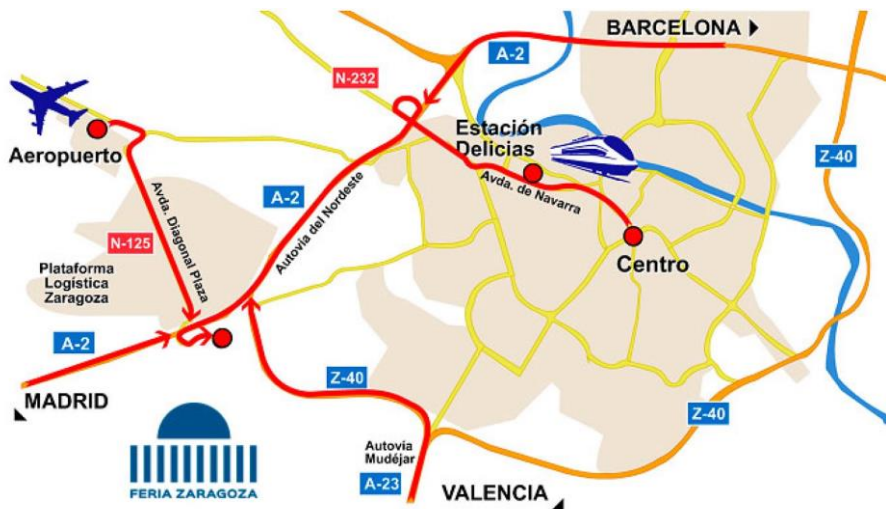 BARCELONA
A-2
N-232
Estación
Delicias
Aeropuerto
Z-40
Avda. de Navarra
A-2
Autovía del Nordeste
Avda. Diagonal Plaza
N-125
Centro
Plataforma
Logística
Zaragoza
A-2
Z-40
MADRID
Z-40
Autovía
Mudéjar
FERIA ZARAGOZA
A-23
VALENCIA